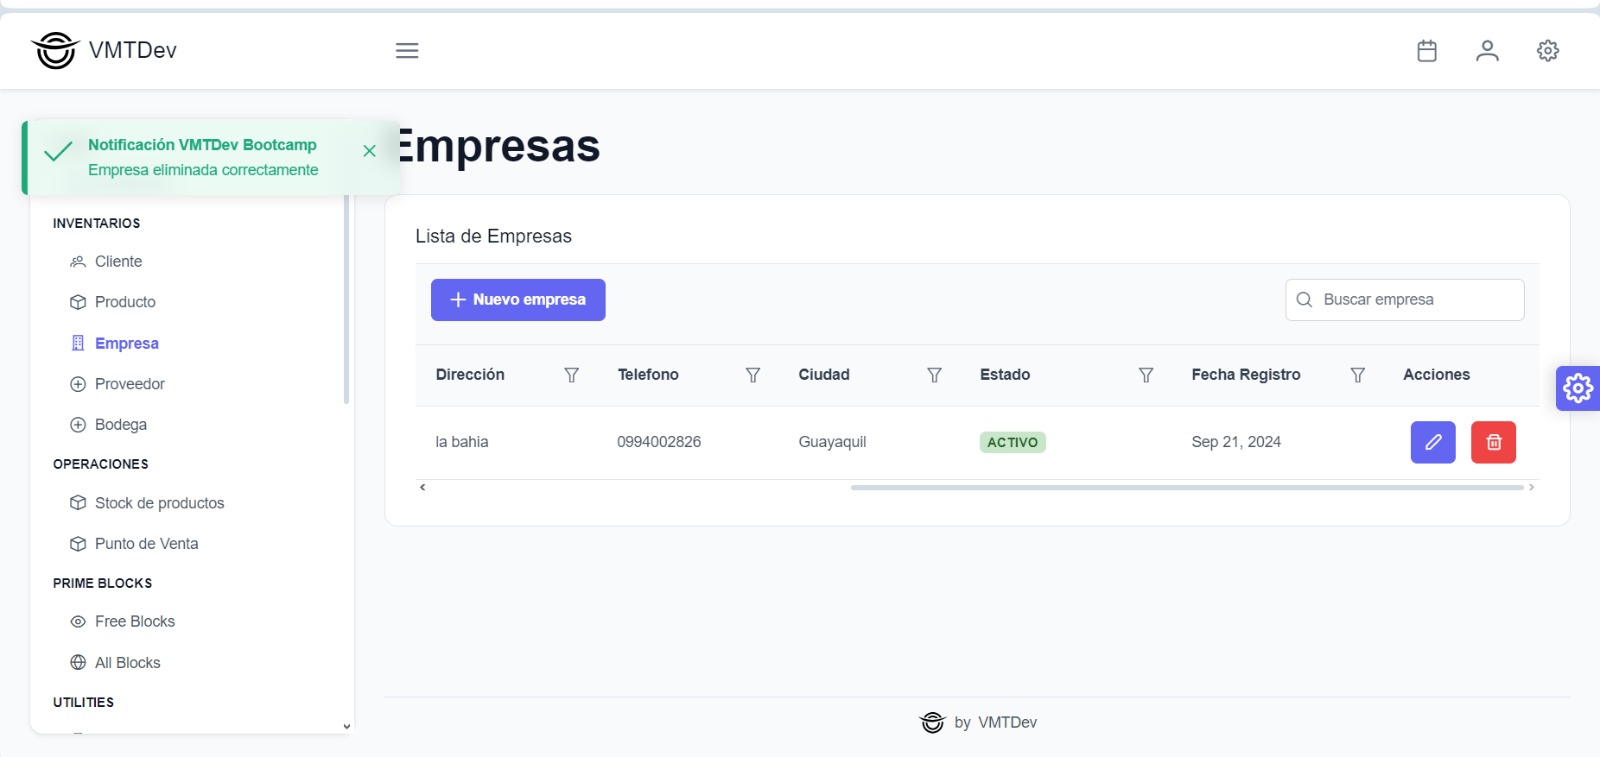 VMTDev
Notificación VMTDev Bootcamp
Empresa eliminada correctamente
INVENTARIOS
Cliente
Producto
Empresa
Proveedor
Bodega
OPERACIONES
Stock de productos
Punto de Venta
PRIME BLOCKS
Free Blocks
All Blocks
UTILITIES
Empresas
Lista de Empresas
Nuevo empresa
Buscar empresa
Dirección Telefono Ciudad Estado Fecha Registro Acciones
la bahia 0994002826 Guayaquil ACTIVO Sep 21, 2024
by VMTDev